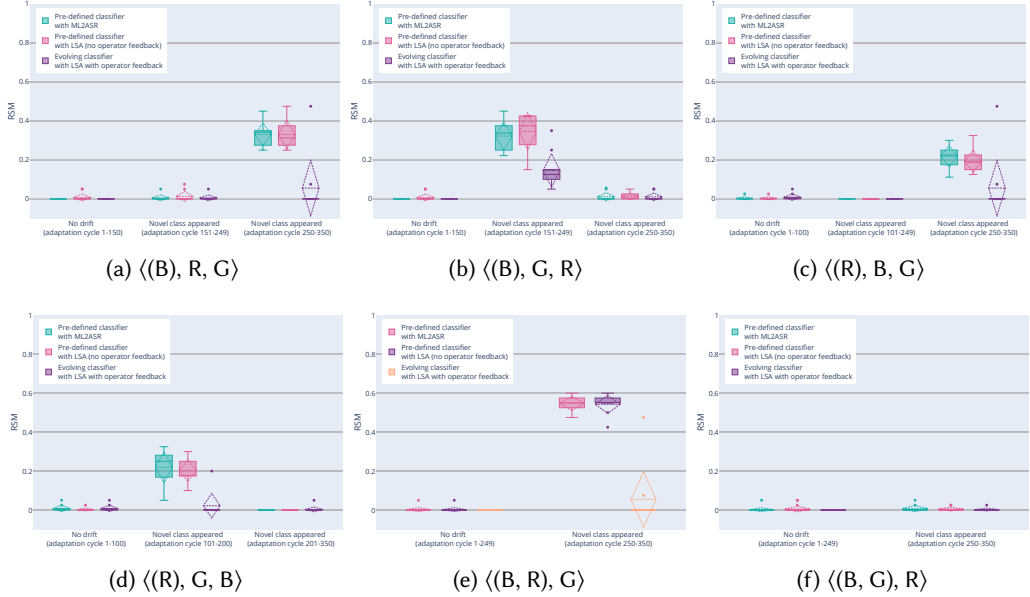 Pre-defined classifier
with ML2ASR
Pre-defined classifier
with LSA (no operator feedback)
Evolving classifier
with LSA with operator feedback
1
0.8
0.6
0.4
0.2
0
RSM
No drift
(adaptation cycle 1-150)
Novel class appeared
(adaptation cycle 151-249)
Novel class appeared
(adaptation cycle 250-350)
(a) ⟨(B), R, G⟩
Pre-defined classifier
with ML2ASR
Pre-defined classifier
with LSA (no operator feedback)
Evolving classifier
with LSA with operator feedback
1
0.8
0.6
0.4
0.2
0
RSM
No drift
(adaptation cycle 1-150)
Novel class appeared
(adaptation cycle 151-249)
Novel class appeared
(adaptation cycle 250-350)
(b) ⟨(B), G, R⟩
Pre-defined classifier
with ML2ASR
Pre-defined classifier
with LSA (no operator feedback)
Evolving classifier
with LSA with operator feedback
1
0.8
0.6
0.4
0.2
0
RSM
No drift
(adaptation cycle 1-100)
Novel class appeared
(adaptation cycle 101-249)
Novel class appeared
(adaptation cycle 250-350)
(c) ⟨(R), B, G⟩
Pre-defined classifier
with ML2ASR
Pre-defined classifier
with LSA (no operator feedback)
Evolving classifier
with LSA with operator feedback
1
0.8
0.6
0.4
0.2
0
RSM
No drift
(adaptation cycle 1-100)
Novel class appeared
(adaptation cycle 101-200)
Novel class appeared
(adaptation cycle 201-350)
(d) ⟨(R), G, B⟩
Pre-defined classifier
with ML2ASR
Pre-defined classifier
with LSA (no operator feedback)
Evolving classifier
with LSA with operator feedback
1
0.8
0.6
0.4
0.2
0
RSM
No drift
(adaptation cycle 1-249)
Novel class appeared
(adaptation cycle 250-350)
(e) ⟨(B, R), G⟩
Pre-defined classifier
with ML2ASR
Pre-defined classifier
with LSA (no operator feedback)
Evolving classifier
with LSA with operator feedback
1
0.8
0.6
0.4
0.2
0
RSM
No drift
(adaptation cycle 1-249)
Novel class appeared
(adaptation cycle 250-350)
(f) ⟨(B, G), R⟩